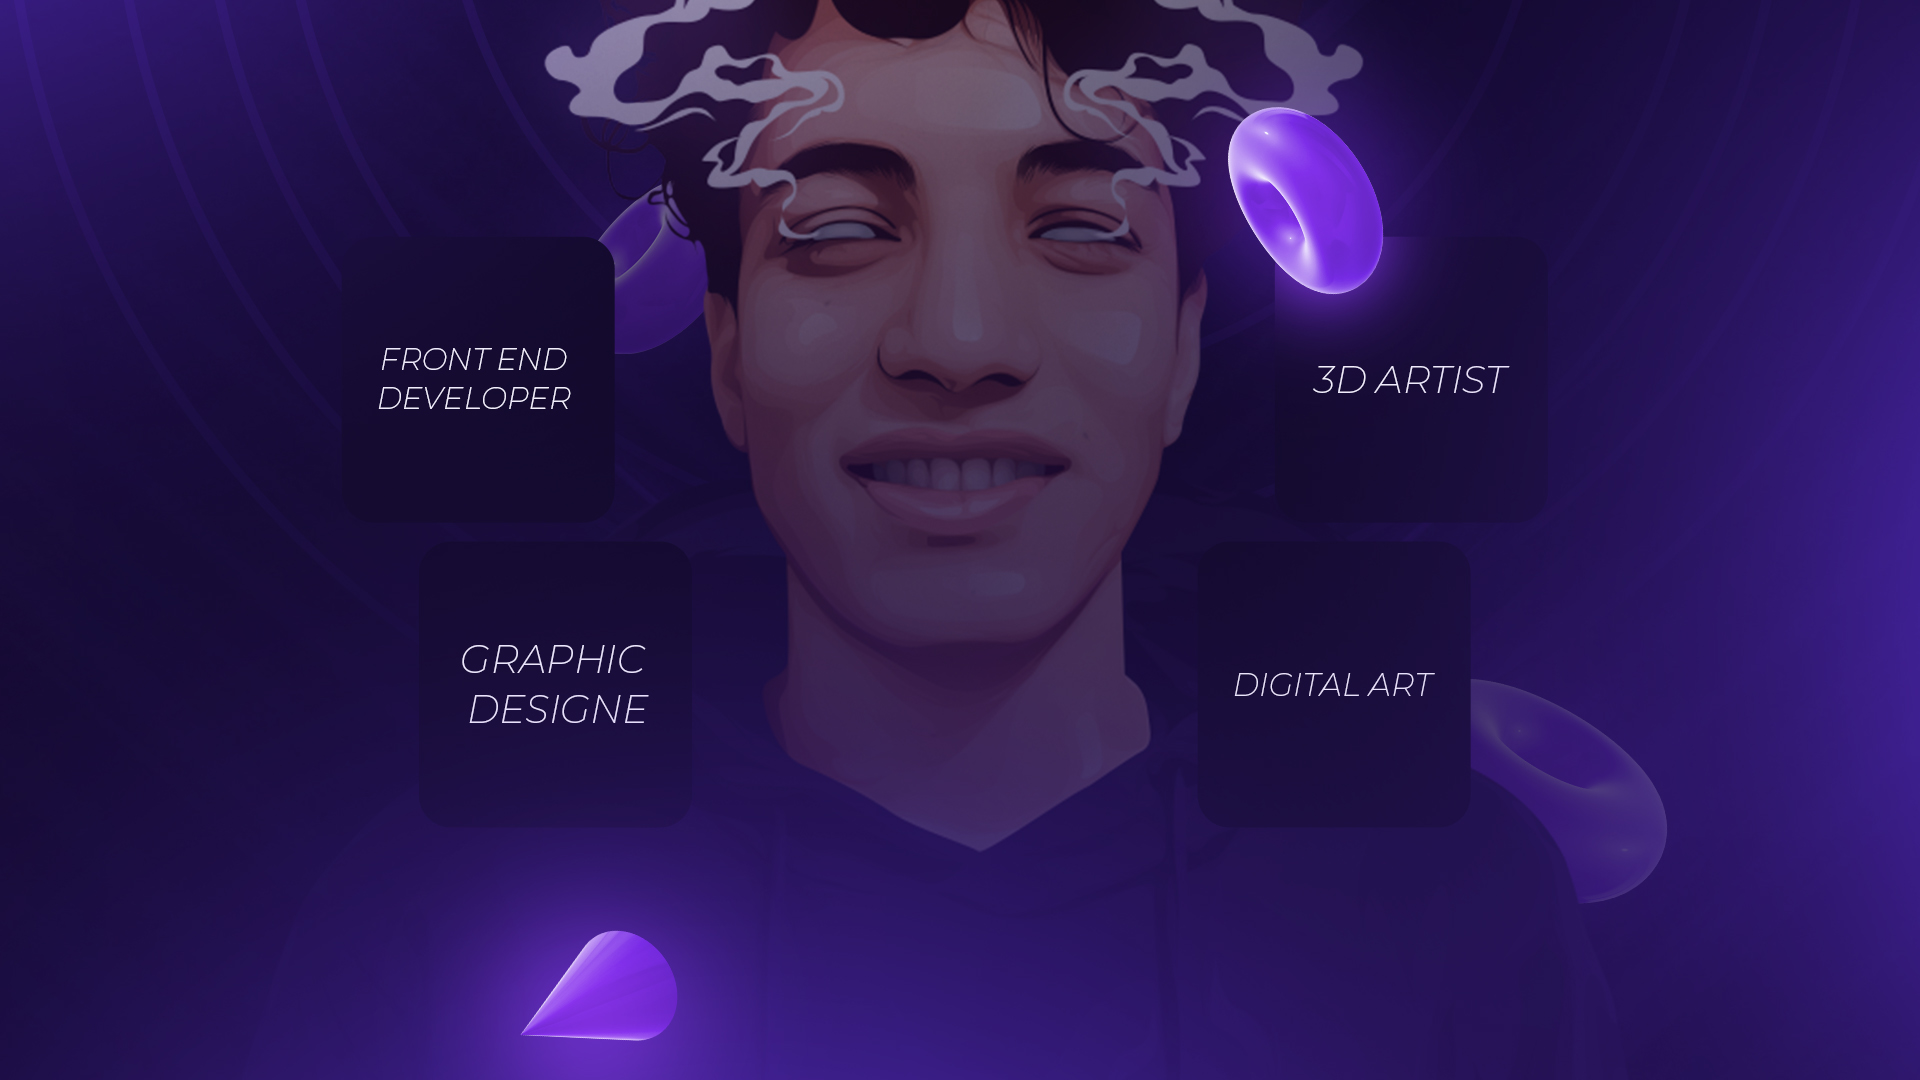 FRONT END
DEVELOPER
3D ARTIST
GRAPHIC
DESIGNE
DIGITAL ART